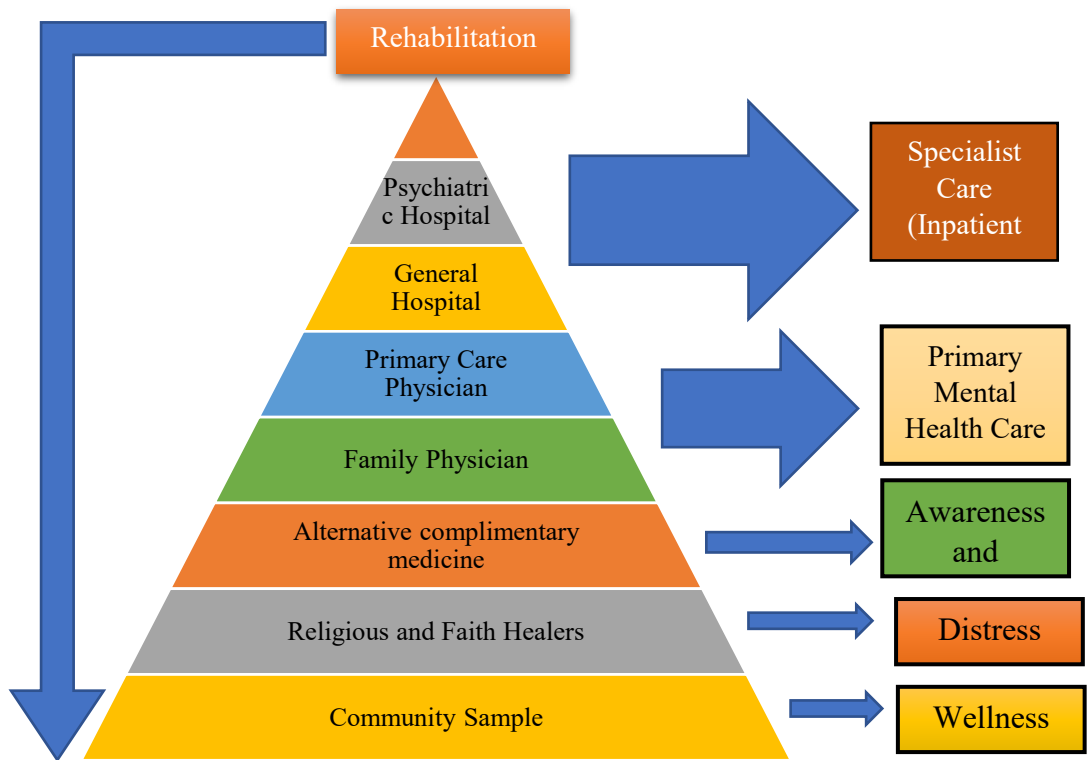 Rehabilitation
Psychiatri
c Hospital
General
Hospital
Primary Care
Physician
Family Physician
Alternative complimentary
medicine
Religious and Faith Healers
Community Sample
Specialist
Care
(Inpatient
Primary
Mental
Health Care
Awareness
and
Distress
Wellness